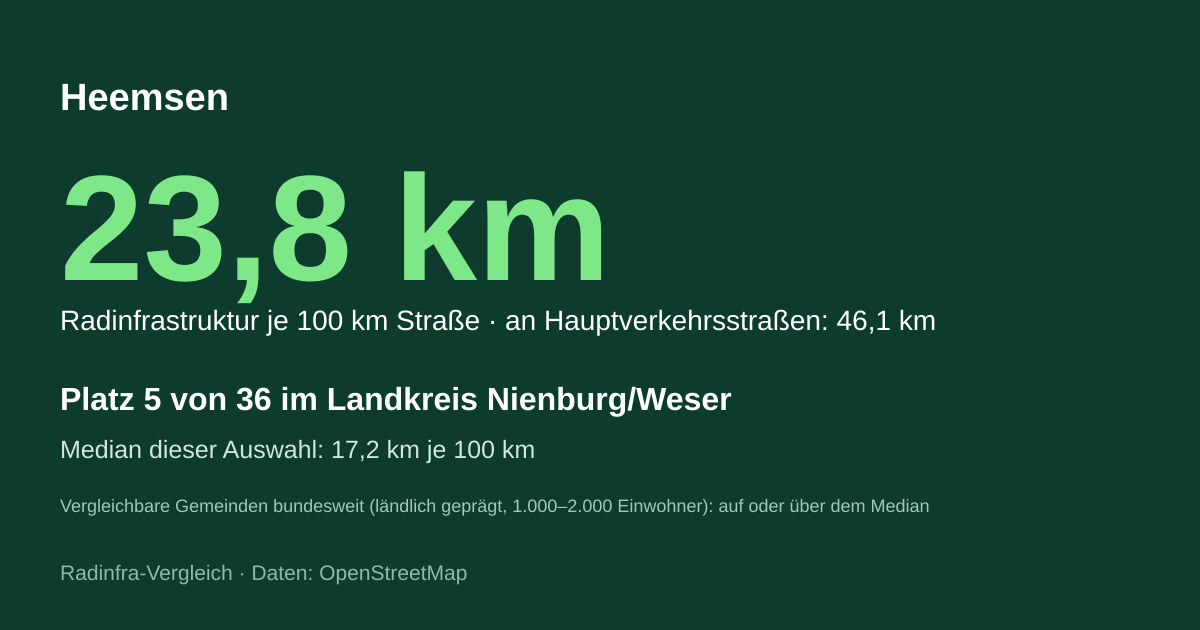 Heemsen
23,8 km
Radinfrastruktur je 100 km Straße · an Hauptverkehrsstraßen: 46,1 km
Platz 5 von 36 im Landkreis Nienburg/Weser
Median dieser Auswahl: 17,2 km je 100 km
Vergleichbare Gemeinden bundesweit (ländlich geprägt, 1.000–2.000 Einwohner): auf oder über dem Median
Radinfra-Vergleich · Daten: OpenStreetMap